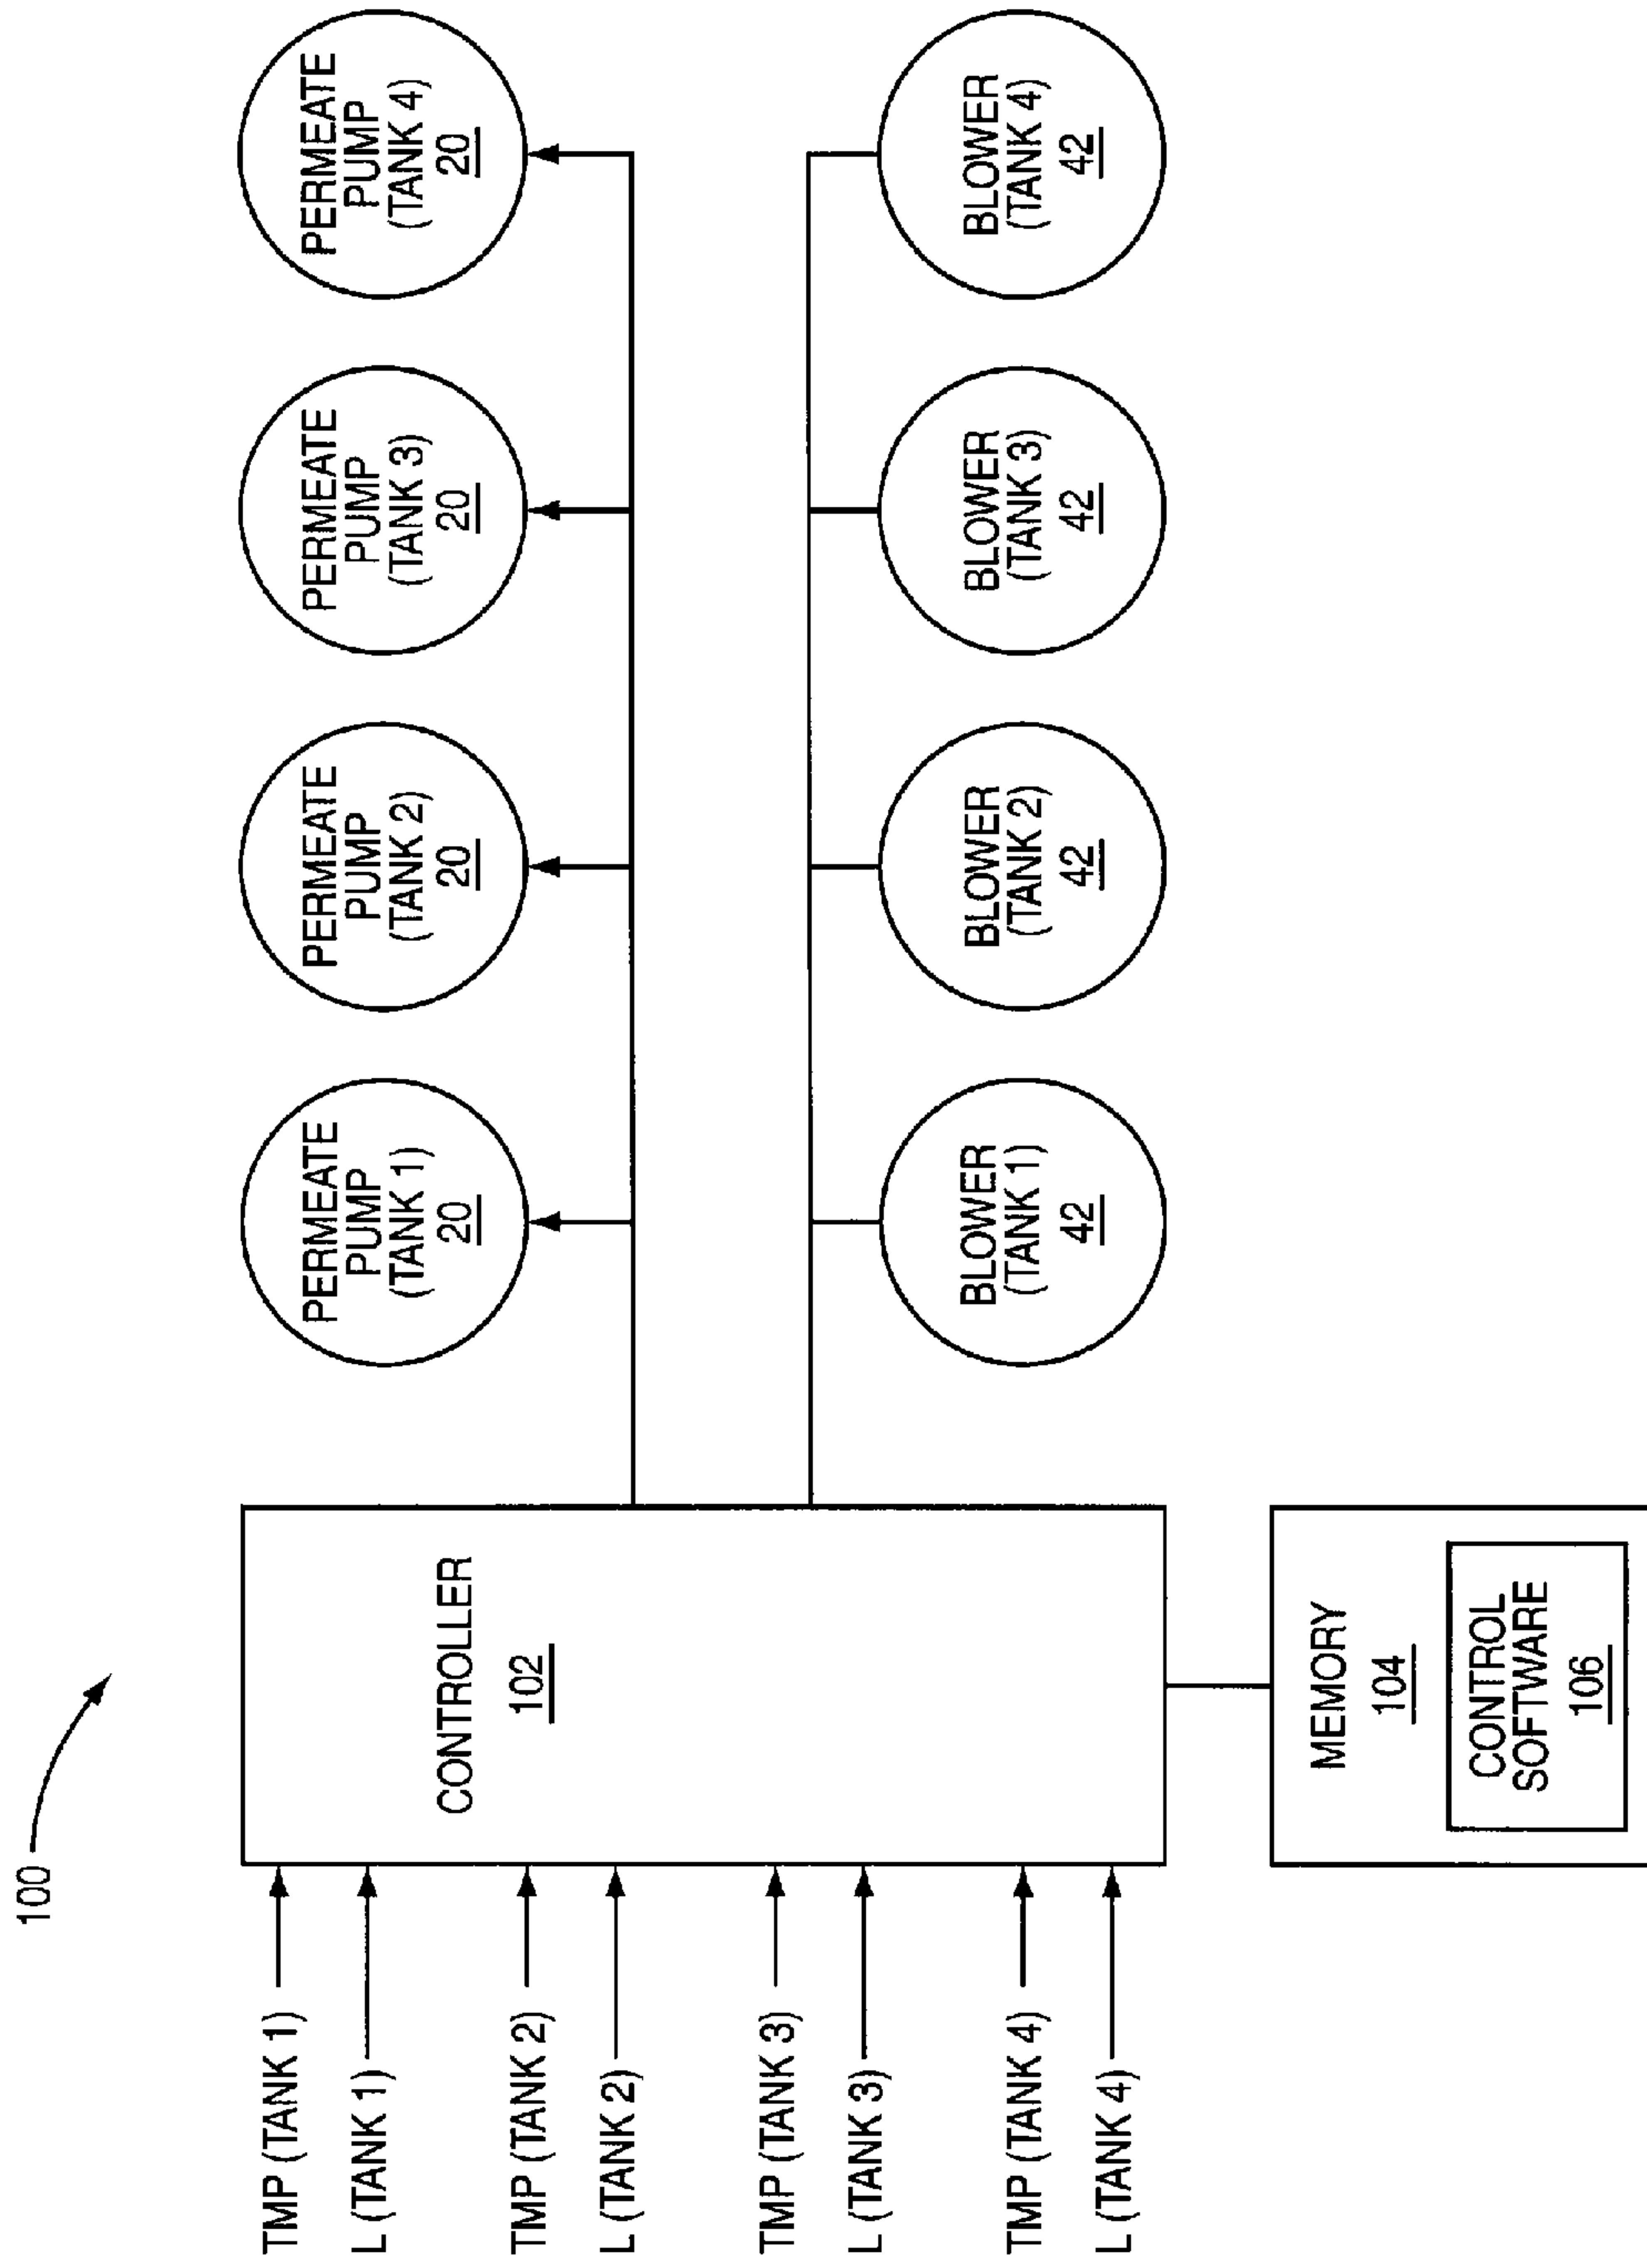 100
TMP (TANK 1)
L (TANK 1)
TMP (TANK 2)
L (TANK 2)
TMP (TANK 3)
L (TANK 3)
TMP (TANK 4)
L (TANK 4)
CONTROLLER
102
MEMORY
104
CONTROL
SOFTWARE
106
PERMEATE
PUMP
(TANK 1)
20
PERMEATE
PUMP
(TANK 2)
20
PERMEATE
PUMP
(TANK 3)
20
PERMEATE
PUMP
(TANK 4)
20
BLOWER
(TANK 1)
42
BLOWER
(TANK 2)
42
BLOWER
(TANK 3)
42
BLOWER
(TANK 4)
42